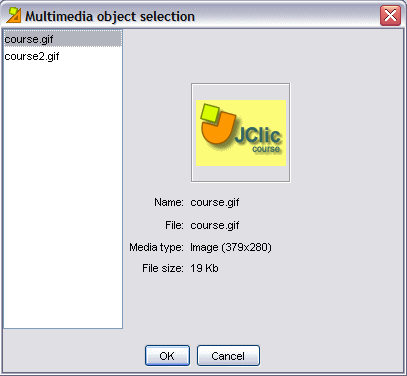 Multimedia object selection
course.gif
course2.gif
JClic
course
Name: course.gif
File: course.gif
Media type: Image (379x280)
File size: 19 Kb
OK Cancel